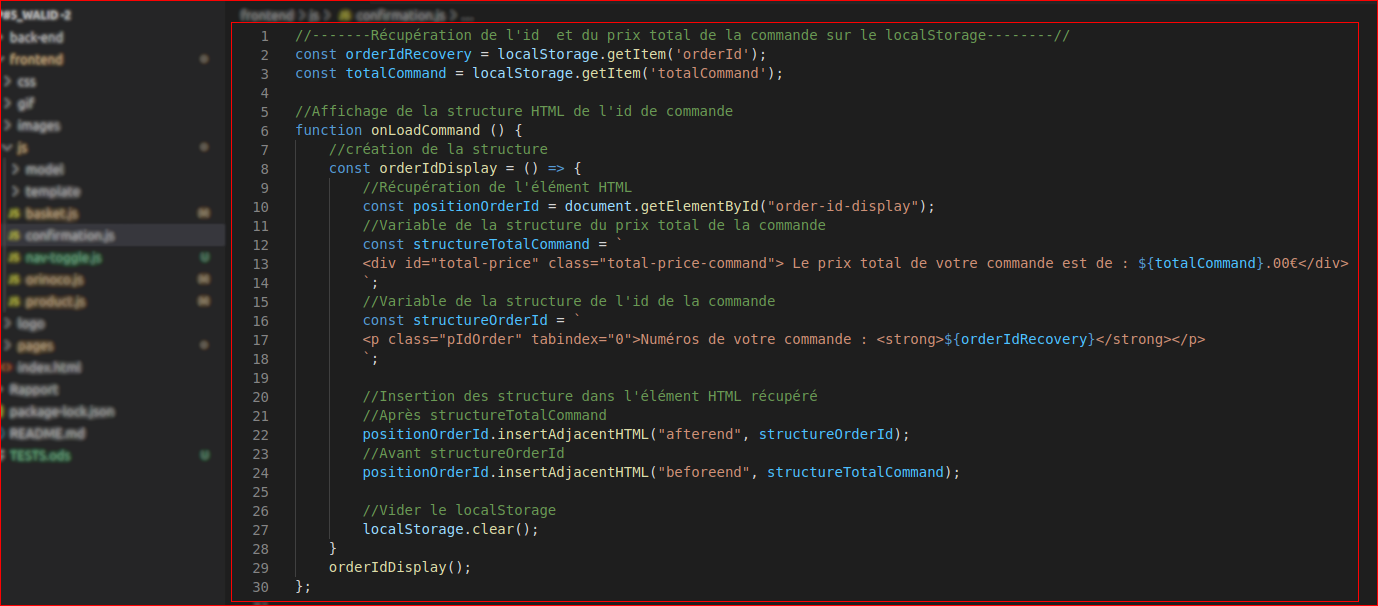 P05_WALID-2
back-end
frontend
css
gif
images
js
model
template
basket.js
confirmation.js
nav-toggle.js
U
orinoco.js
product.js
logo
pages
index.html
Rapport
package-lock.json
README.md
TESTS.ods
U
frontend > js > confirmation.js > ...
1 //-------Récupération de l'id  et du prix total de la commande sur le localStorage--------//
2 const orderIdRecovery = localStorage.getItem('orderId');
3 const totalCommand = localStorage.getItem('totalCommand');
4
5 //Affichage de la structure HTML de l'id de commande
6 function onLoadCommand () {
7     //création de la structure
8     const orderIdDisplay = () => {
9         //Récupération de l'élément HTML
10         const positionOrderId = document.getElementById("order-id-display");
11         //Variable de la structure du prix total de la commande
12         const structureTotalCommand = `
13         <div id="total-price" class="total-price-command"> Le prix total de votre commande est de : ${totalCommand}.00€</div>
14         `;
15         //Variable de la structure de l'id de la commande
16         const structureOrderId = `
17         <p class="pIdOrder" tabindex="0">Numéros de votre commande : <strong>${orderIdRecovery}</strong></p>
18         `;
19
20         //Insertion des structure dans l'élément HTML récupéré
21         //Après structureTotalCommand
22         positionOrderId.insertAdjacentHTML("afterend", structureOrderId);
23         //Avant structureOrderId
24         positionOrderId.insertAdjacentHTML("beforeend", structureTotalCommand);
25
26         //Vider le localStorage
27         localStorage.clear();
28     }
29     orderIdDisplay();
30 };